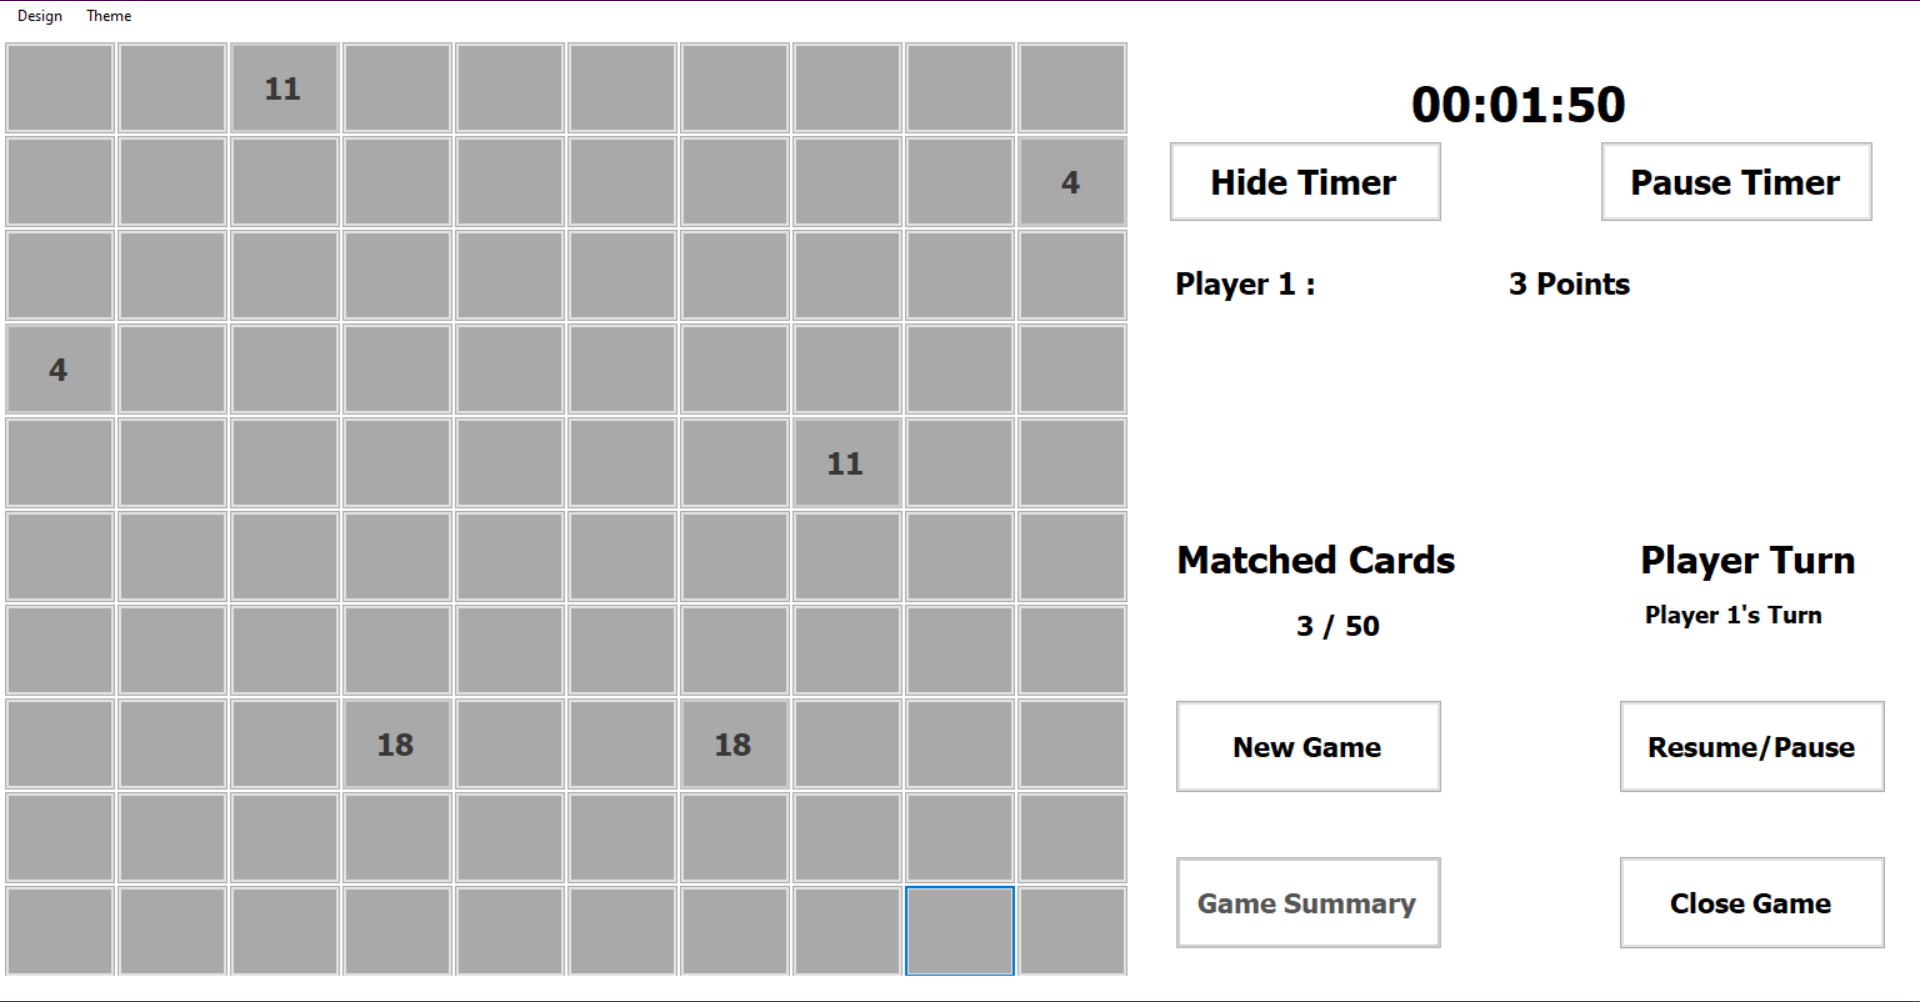 Design Theme
11
00:01:50
4
Hide Timer
Pause Timer
Player 1 :
3 Points
4
11
Matched Cards
Player Turn
3 / 50
Player 1's Turn
18
18
New Game
Resume/Pause
Game Summary
Close Game